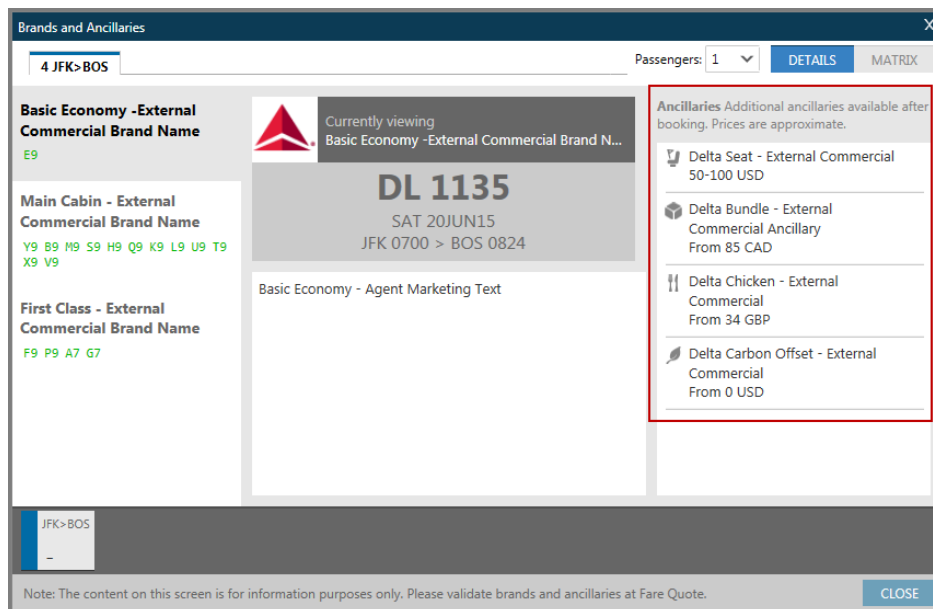 Brands and Ancillaries
X
4 JFK>BOS
Passengers: 1
DETAILS
MATRIX
Basic Economy -External
Commercial Brand Name
E9
Main Cabin - External
Commercial Brand Name
Y9 B9 M9 S9 H9 Q9 K9 L9 U9 T9
X9 V9
First Class - External
Commercial Brand Name
F9 P9 A7 G7
Currently viewing
Basic Economy -External Commercial Brand N...
DL 1135
SAT 20JUN15
JFK 0700 > BOS 0824
Basic Economy - Agent Marketing Text
Ancillaries Additional ancillaries available after
booking. Prices are approximate.
Delta Seat - External Commercial
50-100 USD
Delta Bundle - External
Commercial Ancillary
From 85 CAD
Delta Chicken - External
Commercial
From 34 GBP
Delta Carbon Offset - External
Commercial
From 0 USD
JFK>BOS
–
Note: The content on this screen is for information purposes only. Please validate brands and ancillaries at Fare Quote.
CLOSE